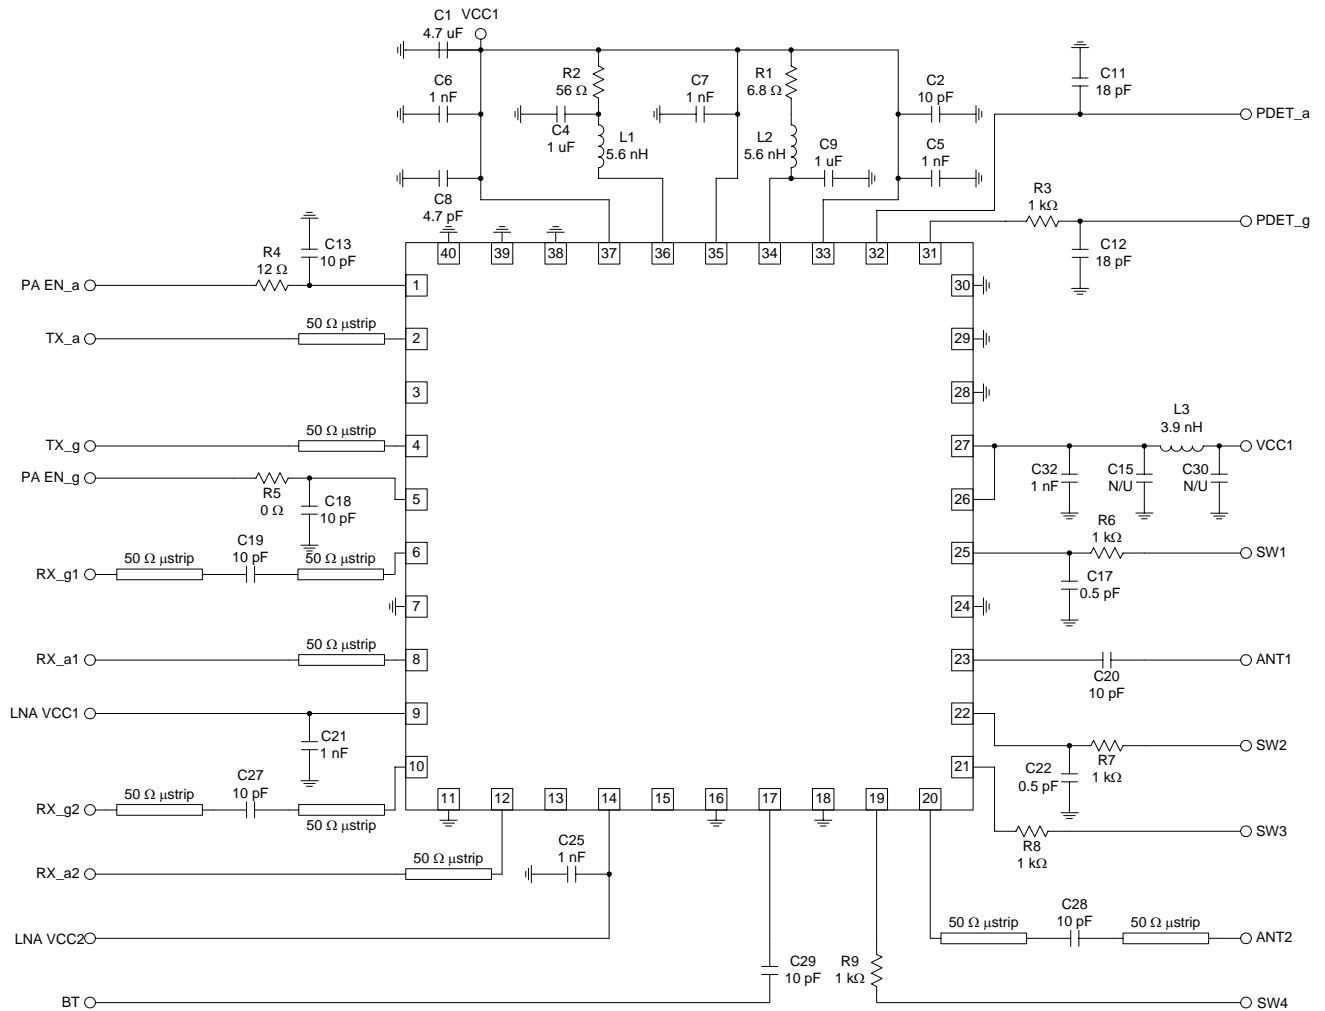 C1 VCC1
4.7 uF
C6
1 nF
C8
4.7 pF
R2
56 Ω
C4
1 uF
L1
5.6 nH
C7
1 nF
R1
6.8 Ω
L2
5.6 nH
C9
1 uF
C2
10 pF
C5
1 nF
C11
18 pF
PDET_a
R3
1 kΩ
PDET_g
C12
18 pF
C13
10 pF
R4
12 Ω
PA EN_a
40 39 38 37 36 35 34 33 32 31
1
30
50 Ω µstrip
TX_a
2
29
3
28
50 Ω µstrip
TX_g
4
27
L3
3.9 nH
VCC1
C32
1 nF
C15
N/U
C30
N/U
PA EN_g
R5
0 Ω
C18
10 pF
5
26
50 Ω µstrip
C19
10 pF
50 Ω µstrip
RX_g1
6
25
R6
1 kΩ
SW1
C17
0.5 pF
7
24
50 Ω µstrip
RX_a1
8
23
C20
10 pF
ANT1
LNA VCC1
9
22
C21
1 nF
C22
0.5 pF
R7
1 kΩ
SW2
10
21
50 Ω µstrip
C27
10 pF
50 Ω µstrip
RX_g2
11 12 13 14 15 16 17 18 19 20
R8
1 kΩ
SW3
C25
1 nF
50 Ω µstrip
RX_a2
LNA VCC2
50 Ω µstrip
C28
10 pF
50 Ω µstrip
ANT2
C29
10 pF
R9
1 kΩ
BT
SW4